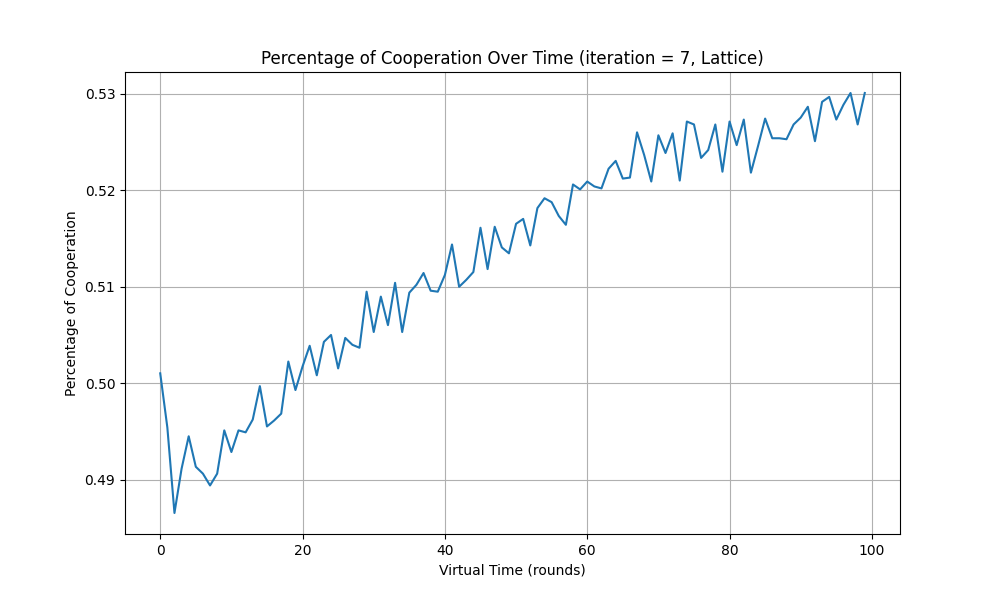 Percentage of Cooperation Over Time (iteration = 7, Lattice)
0.53
0.52
0.51
0.50
0.49
Percentage of Cooperation
0 20 40 60 80 100
Virtual Time (rounds)